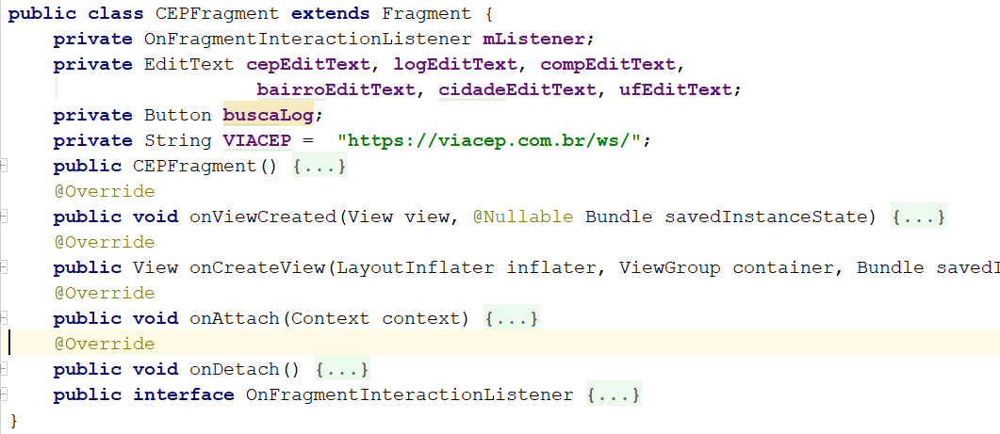 public class CEPFragment extends Fragment {
    private OnFragmentInteractionListener mListener;
    private EditText cepEditText, logEditText, compEditText,
                      bairroEditText, cidadeEditText, ufEditText;
    private Button buscaLog;
    private String VIACEP =  "https://viacep.com.br/ws/";
    public CEPFragment() {...}
    @Override
    public void onViewCreated(View view, @Nullable Bundle savedInstanceState) {...}
    @Override
    public View onCreateView(LayoutInflater inflater, ViewGroup container, Bundle
    @Override
    public void onAttach(Context context) {...}
    @Override
    public void onDetach() {...}
    public interface OnFragmentInteractionListener {...}
}